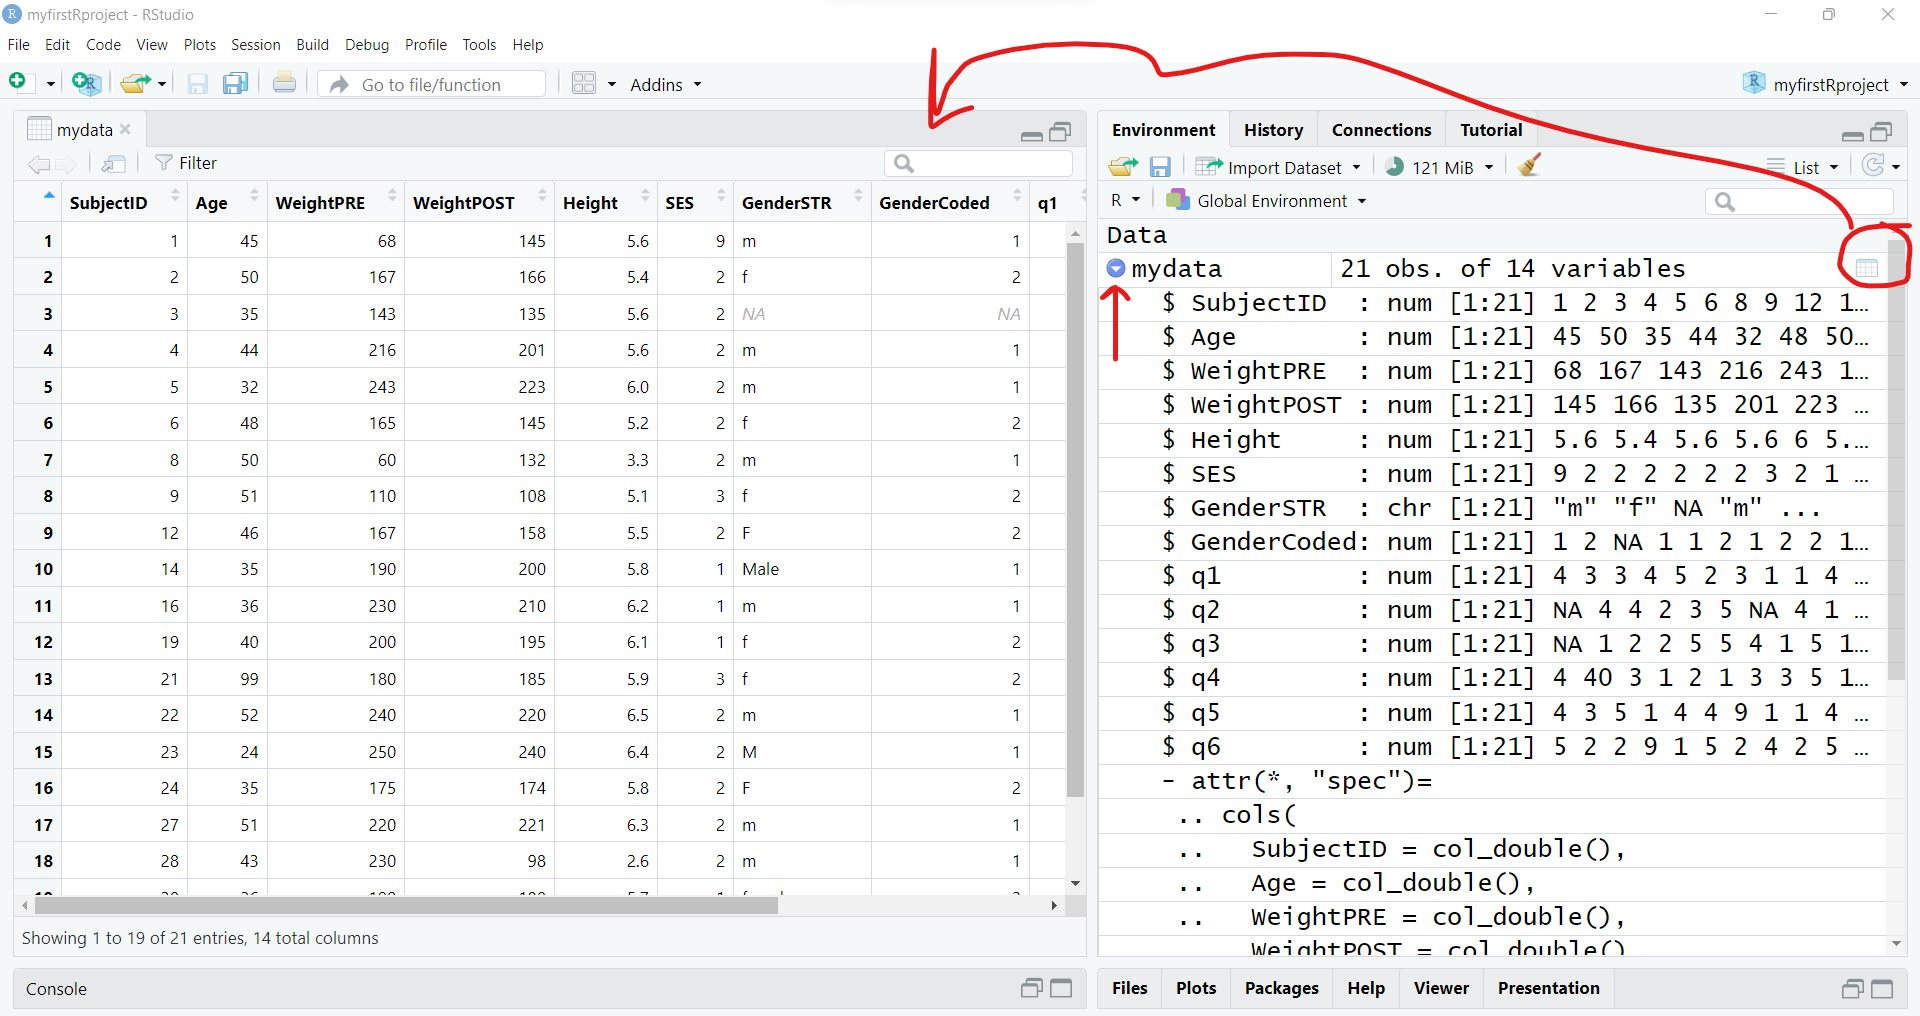 myfirstRproject - RStudio
File Edit Code View Plots Session Build Debug Profile Tools Help
Go to file/function Addins myfirstRproject
mydata
Filter
SubjectID Age WeightPRE WeightPOST Height SES GenderSTR GenderCoded q1
1 1 45 68 145 5.6 9 m 1
2 2 50 167 166 5.4 2 f 2
3 3 35 143 135 5.6 2 NA NA
4 4 44 216 201 5.6 2 m 1
5 5 32 243 223 6.0 2 m 1
6 6 48 165 145 5.2 2 f 2
7 8 50 60 132 3.3 2 m 1
8 9 51 110 108 5.1 3 f 2
9 12 46 167 158 5.5 2 F 2
10 14 35 190 200 5.8 1 Male 1
11 16 36 230 210 6.2 1 m 1
12 19 40 200 195 6.1 1 f 2
13 21 99 180 185 5.9 3 f 2
14 22 52 240 220 6.5 2 m 1
15 23 24 250 240 6.4 2 M 1
16 24 35 175 174 5.8 2 F 2
17 27 51 220 221 6.3 2 m 1
18 28 43 230 98 2.6 2 m 1
Showing 1 to 19 of 21 entries, 14 total columns
Console
Environment History Connections Tutorial
Import Dataset 121 MiB List
R Global Environment
Data
mydata 21 obs. of 14 variables
$ SubjectID : num [1:21] 1 2 3 4 5 6 8 9 12 1…
$ Age : num [1:21] 45 50 35 44 32 48 50…
$ WeightPRE : num [1:21] 68 167 143 216 243 1…
$ WeightPOST : num [1:21] 145 166 135 201 223 …
$ Height : num [1:21] 5.6 5.4 5.6 5.6 6 5.…
$ SES : num [1:21] 9 2 2 2 2 2 2 3 2 1 …
$ GenderSTR : chr [1:21] "m" "f" NA "m" ...
$ GenderCoded: num [1:21] 1 2 NA 1 1 2 1 2 2 1…
$ q1 : num [1:21] 4 3 3 4 5 2 3 1 1 4 …
$ q2 : num [1:21] NA 4 4 2 3 5 NA 4 1 …
$ q3 : num [1:21] NA 1 2 2 5 5 4 1 5 1…
$ q4 : num [1:21] 4 40 3 1 2 1 3 3 5 1…
$ q5 : num [1:21] 4 3 5 1 4 4 9 1 1 4 …
$ q6 : num [1:21] 5 2 2 9 1 5 2 4 2 5 …
- attr(*, "spec")=
.. cols(
.. SubjectID = col_double(),
.. Age = col_double(),
.. WeightPRE = col_double(),
WeightPOST = col_double()
Files Plots Packages Help Viewer Presentation